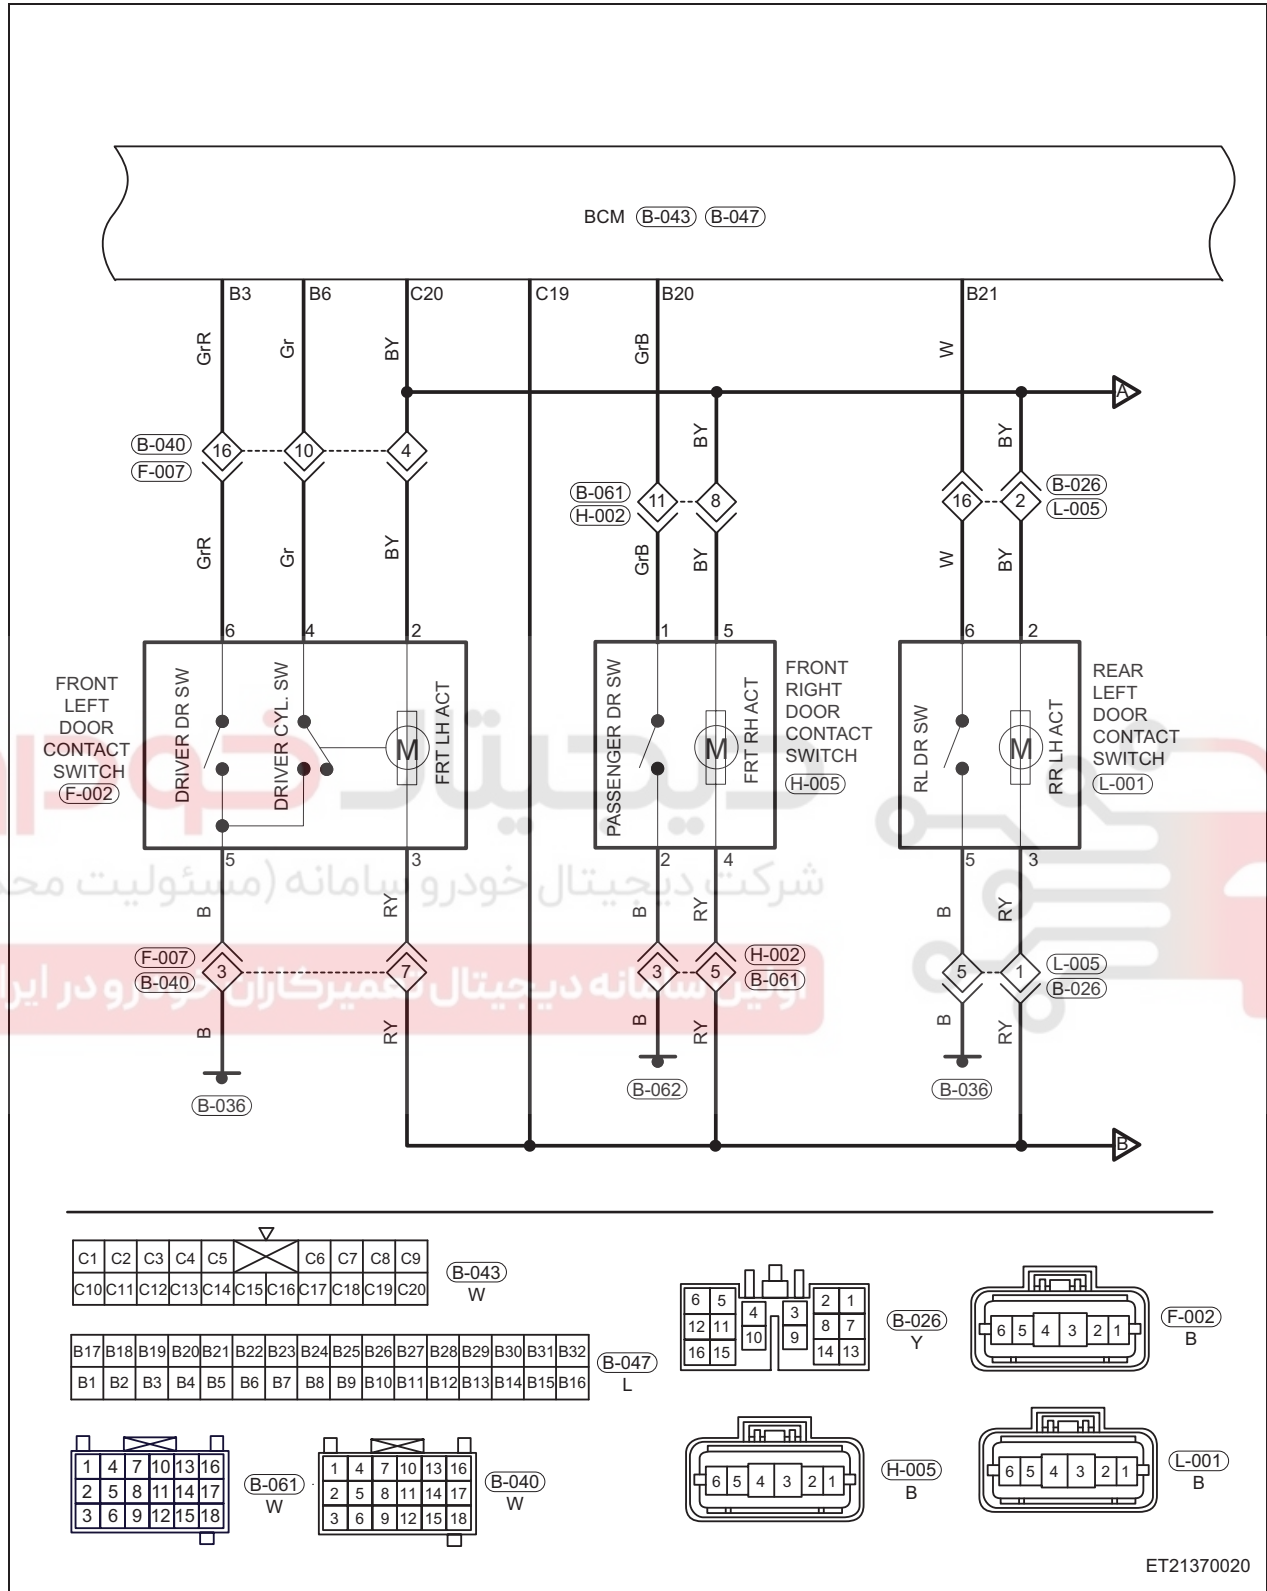 BCM B-043 B-047
B3 B6 C20 C19 B20 B21
GrR Gr BY GrB W
A
BY BY
B-040 16 10 4
F-007
B-061 11 8
H-002
16 2 B-026
L-005
GrR Gr BY GrB BY W BY
6 4 2 1 5 6 2
FRONT
LEFT
DOOR
CONTACT
SWITCH
F-002
DRIVER DR SW
DRIVER CYL. SW
M
FRT LH ACT
PASSENGER DR SW
M
FRT RH ACT
FRONT
RIGHT
DOOR
CONTACT
SWITCH
H-005
RL DR SW
M
RR LH ACT
REAR
LEFT
DOOR
CONTACT
SWITCH
L-001
دیجیتال خودرو
شرکت دیجیتال خودرو سامانه (مسئولیت محد
اولین سامانه دیجیتال تعمیرکاران خودرو در ایرا
5 3 2 4 5 3
B RY B RY B RY
F-007 3 7
B-040
3 5 H-002
B-061
5 1 L-005
B-026
B RY B RY B RY
B-036 B-062 B-036
B
C1 C2 C3 C4 C5 C6 C7 C8 C9
C10 C11 C12 C13 C14 C15 C16 C17 C18 C19 C20
B-043
W
B17 B18 B19 B20 B21 B22 B23 B24 B25 B26 B27 B28 B29 B30 B31 B32
B1 B2 B3 B4 B5 B6 B7 B8 B9 B10 B11 B12 B13 B14 B15 B16
B-047
L
1 4 7 10 13 16
2 5 8 11 14 17
3 6 9 12 15 18
B-061
W
1 4 7 10 13 16
2 5 8 11 14 17
3 6 9 12 15 18
B-040
W
6 5 4 3 2 1
12 11 10 9 8 7
16 15 14 13
B-026
Y
6 5 4 3 2 1
F-002
B
6 5 4 3 2 1
H-005
B
6 5 4 3 2 1
L-001
B
ET21370020